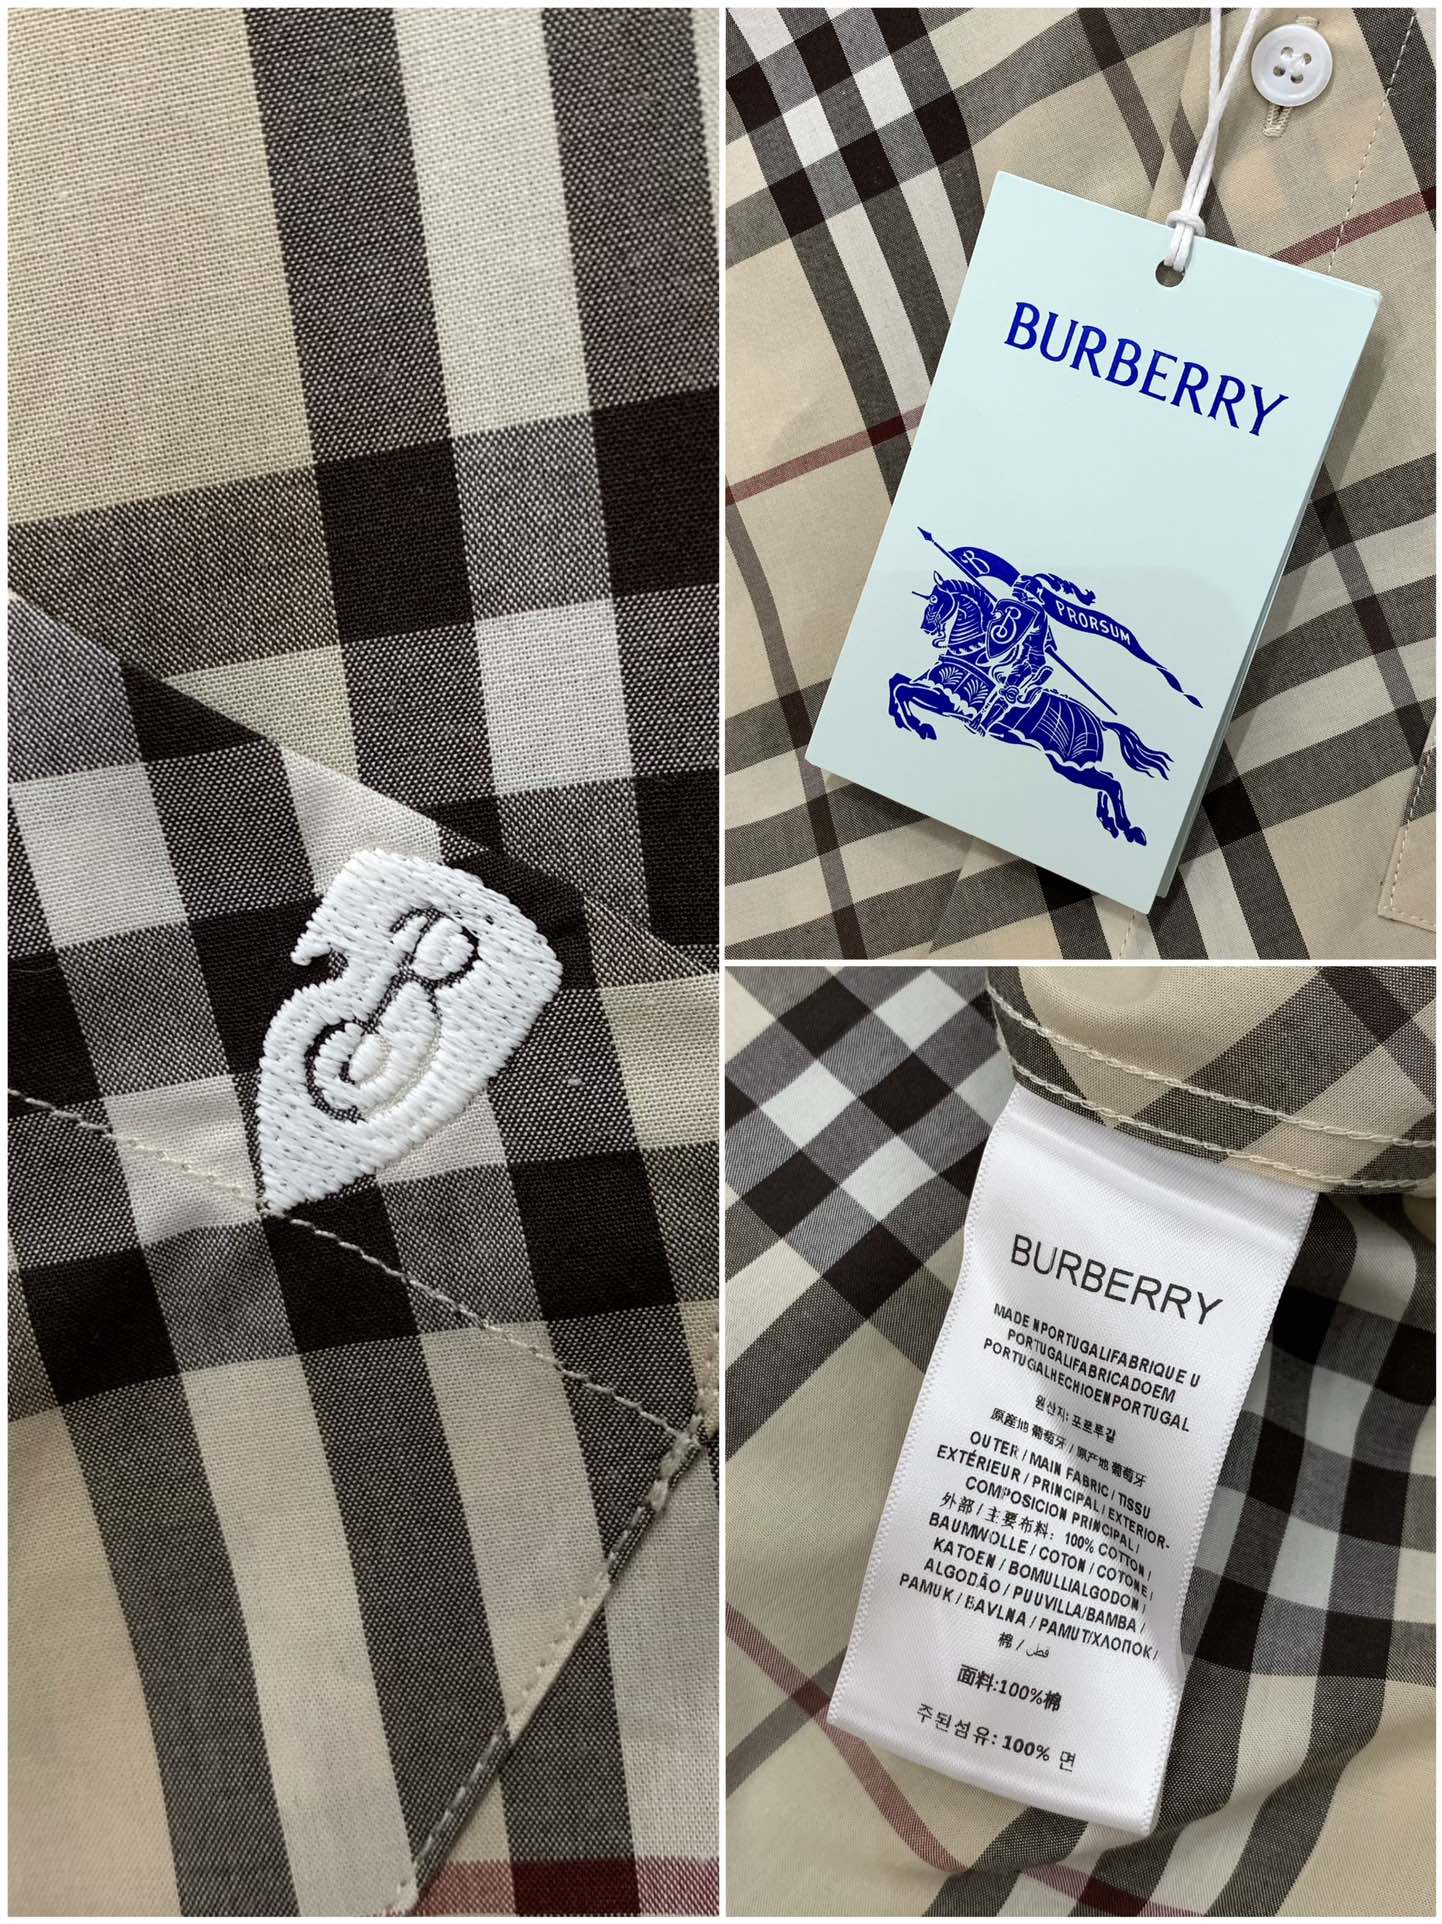 BURBERRY
B
B
PRORSUM
BURBERRY
MADE NPORTUGALIFABRIQUE U
PORTUGALIFABRICADOEM
PORTUGALHECHOENPORTUGAL
원산지: 포르투갈
原産地 葡萄牙 / 原产地 葡萄牙
OUTER / MAIN FABRIC / TISSU
EXTÉRIEUR / PRINCIPAL / EXTERIOR-
COMPOSICION PRINCIPAL /
外部 / 主要布料: 100% COTTON /
BAUMWOLLE / COTON / COTONE /
KATOEN / BOMULLIALGODON /
ALGODÃO / PUUVILLA/BAMBA /
PAMUK / BAVLNA / PAMUT/ХЛОПОК /
棉 / قطن
面料:100%棉
주된섬유: 100% 면